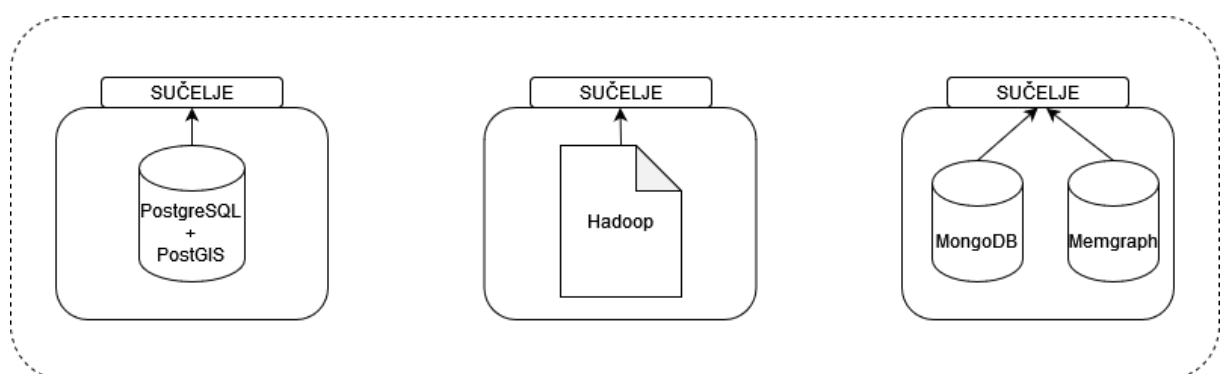 SUČELJE
PostgreSQL
+
PostGIS
SUČELJE
Hadoop
SUČELJE
MongoDB
Memgraph